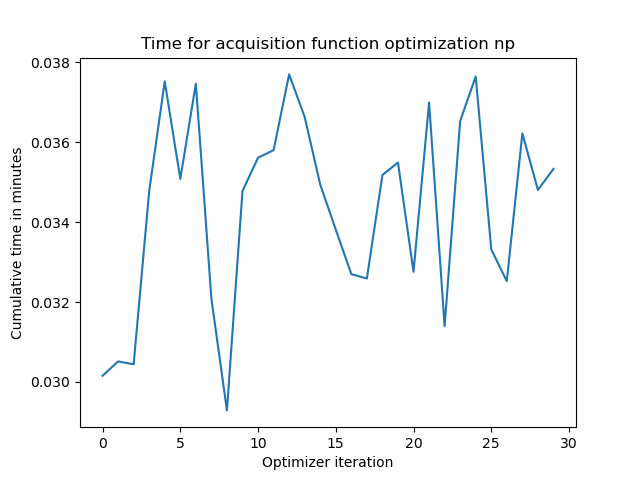 Time for acquisition function optimization np
0.038
0.036
0.034
0.032
0.030
Cumulative time in minutes
0 5 10 15 20 25 30
Optimizer iteration